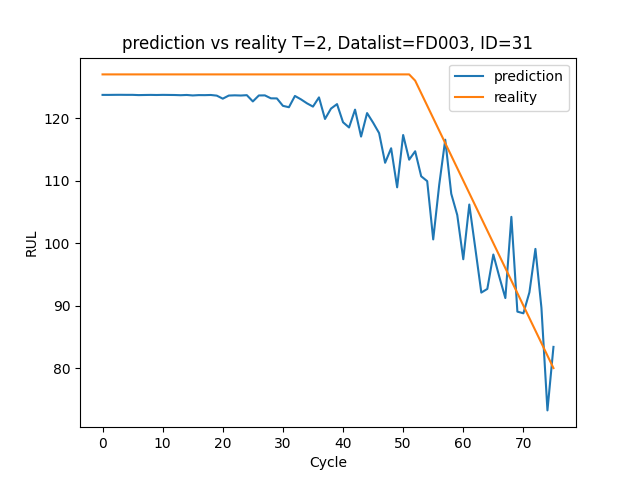 prediction vs reality T=2, Datalist=FD003, ID=31
prediction
reality
RUL
120
110
100
90
80
0 10 20 30 40 50 60 70
Cycle